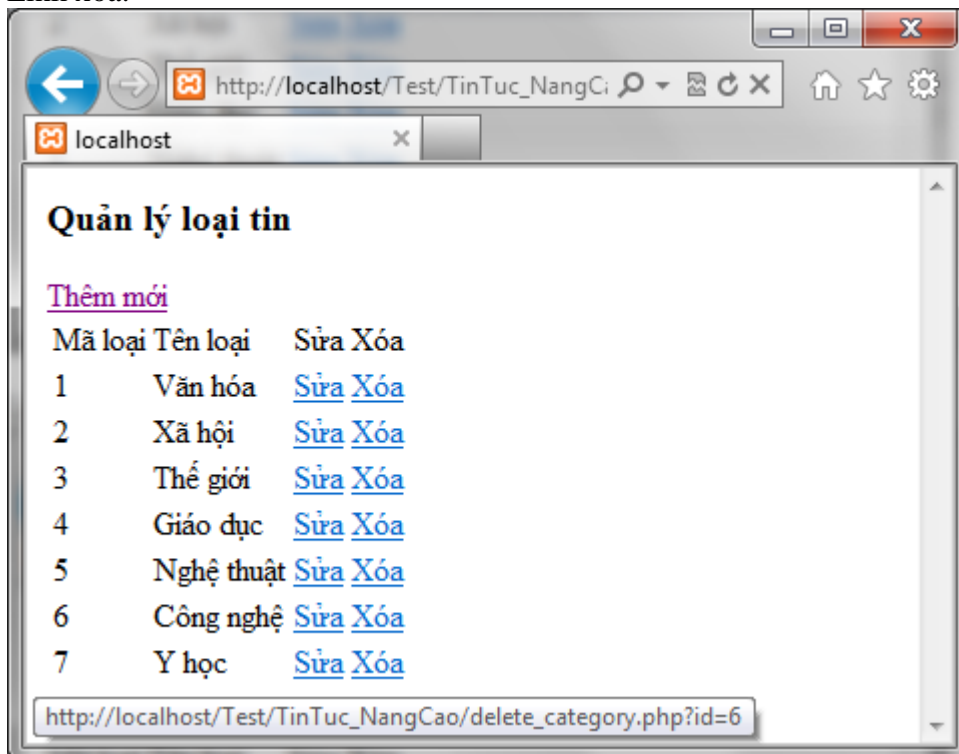 http://localhost/Test/TinTuc_NangCa
localhost
Quản lý loại tin
Thêm mới
Mã loại Tên loại Sửa Xóa
1 Văn hóa Sửa Xóa
2 Xã hội Sửa Xóa
3 Thế giới Sửa Xóa
4 Giáo dục Sửa Xóa
5 Nghệ thuật Sửa Xóa
6 Công nghệ Sửa Xóa
7 Y học Sửa Xóa
http://localhost/Test/TinTuc_NangCao/delete_category.php?id=6